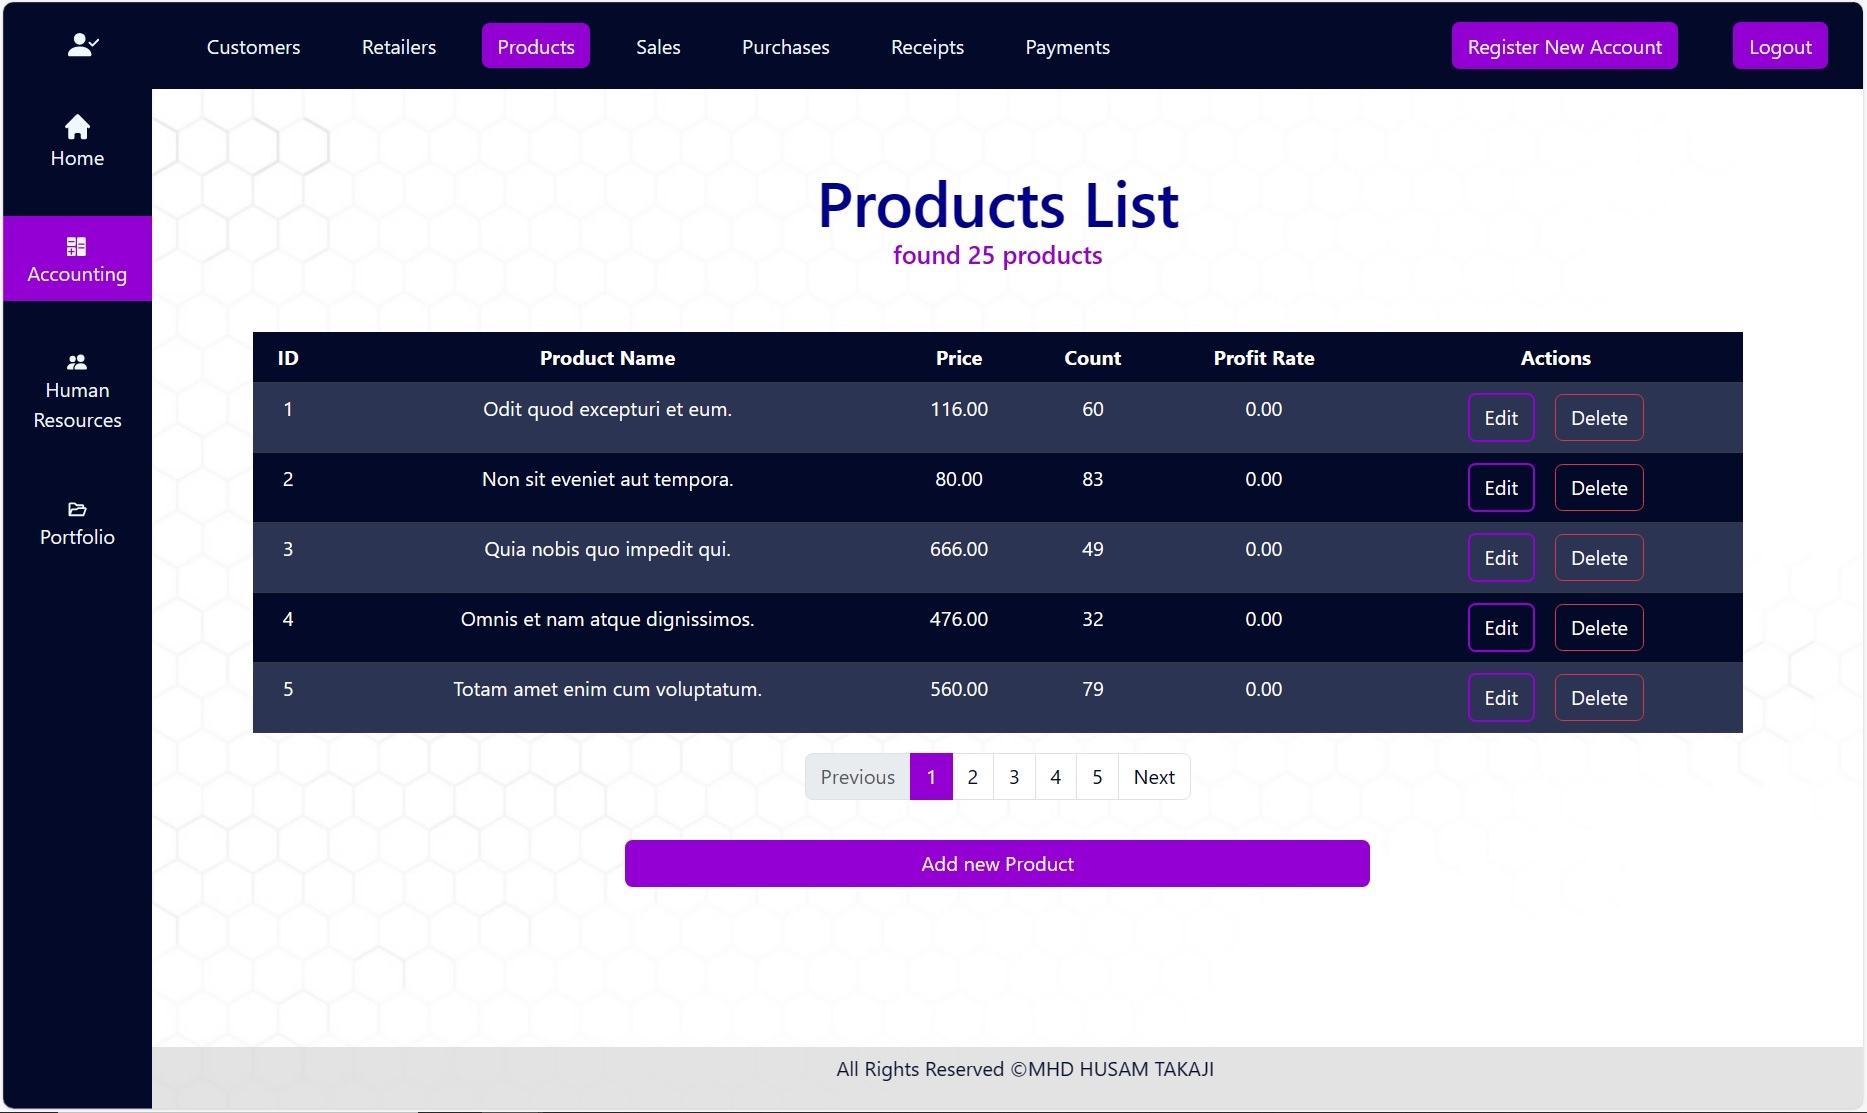 Customers Retailers Products Sales Purchases Receipts Payments Register New Account Logout
Home
Accounting
Human
Resources
Portfolio
Products List
found 25 products
ID Product Name Price Count Profit Rate Actions
1 Odit quod excepturi et eum. 116.00 60 0.00 Edit Delete
2 Non sit eveniet aut tempora. 80.00 83 0.00 Edit Delete
3 Quia nobis quo impedit qui. 666.00 49 0.00 Edit Delete
4 Omnis et nam atque dignissimos. 476.00 32 0.00 Edit Delete
5 Totam amet enim cum voluptatum. 560.00 79 0.00 Edit Delete
Previous 1 2 3 4 5 Next
Add new Product
All Rights Reserved ©MHD HUSAM TAKAJI